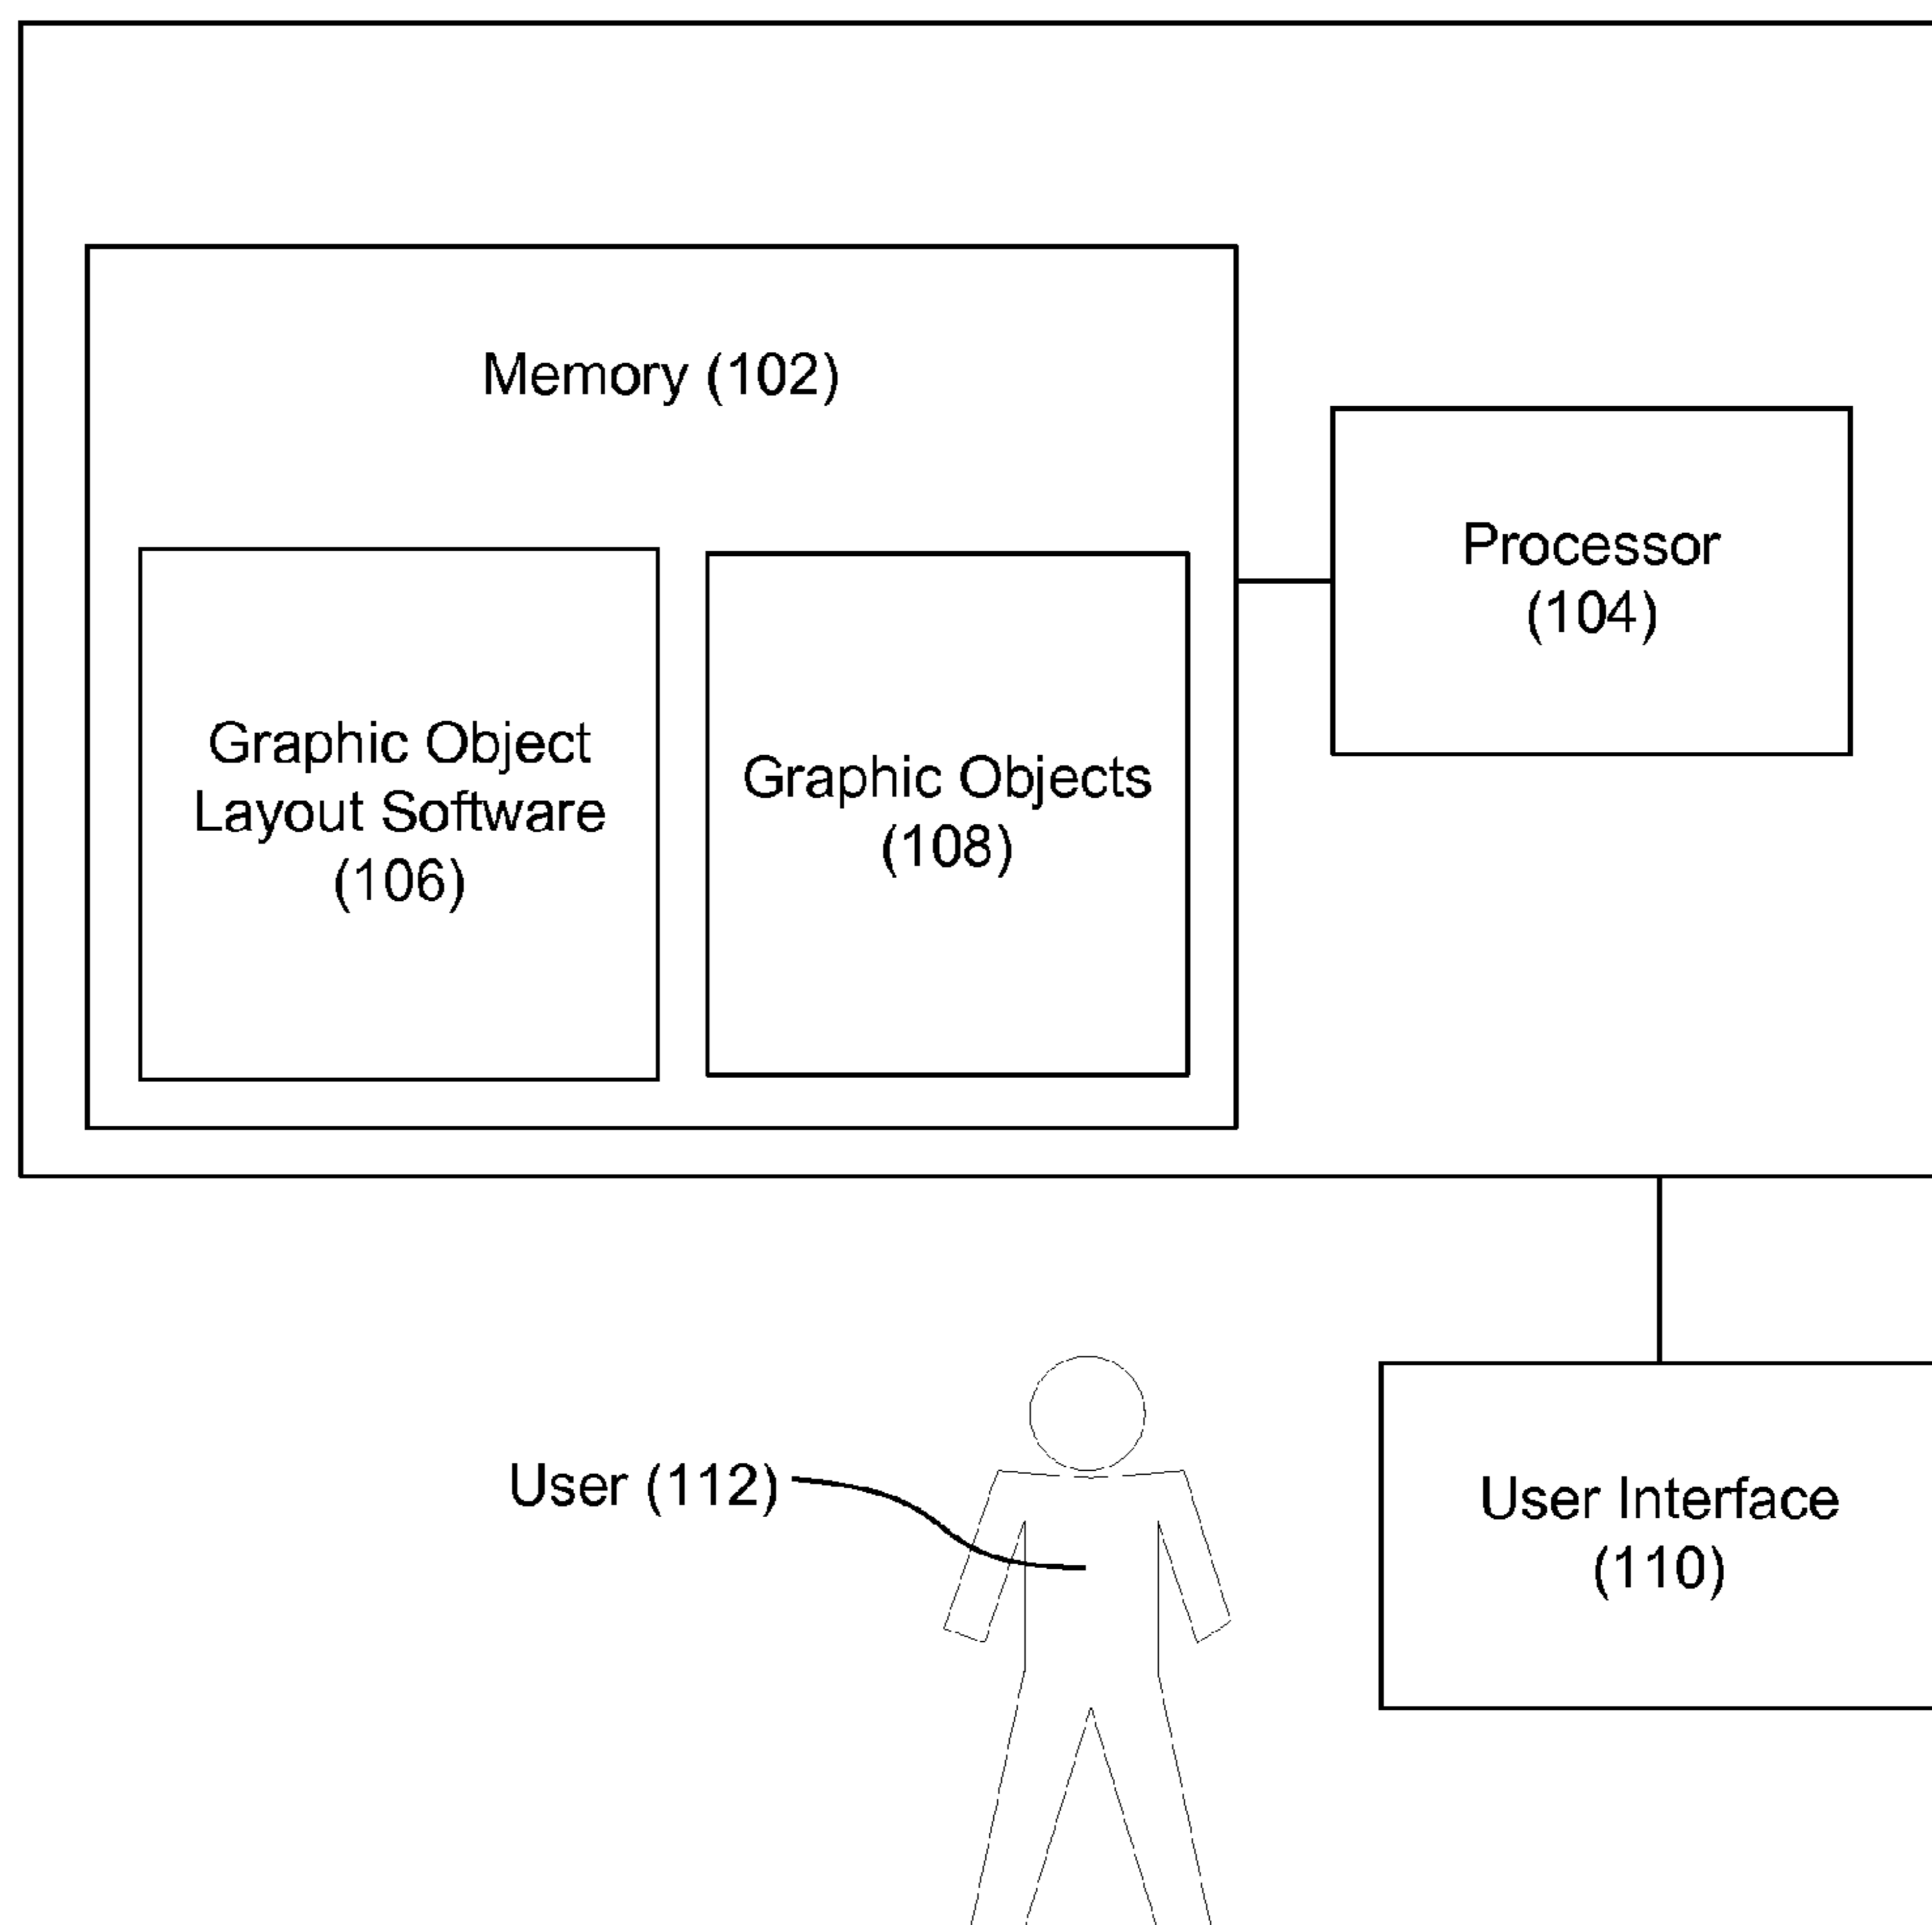 Memory (102)
Processor
(104)
Graphic Object
Layout Software
(106)
Graphic Objects
(108)
User (112)
User Interface
(110)